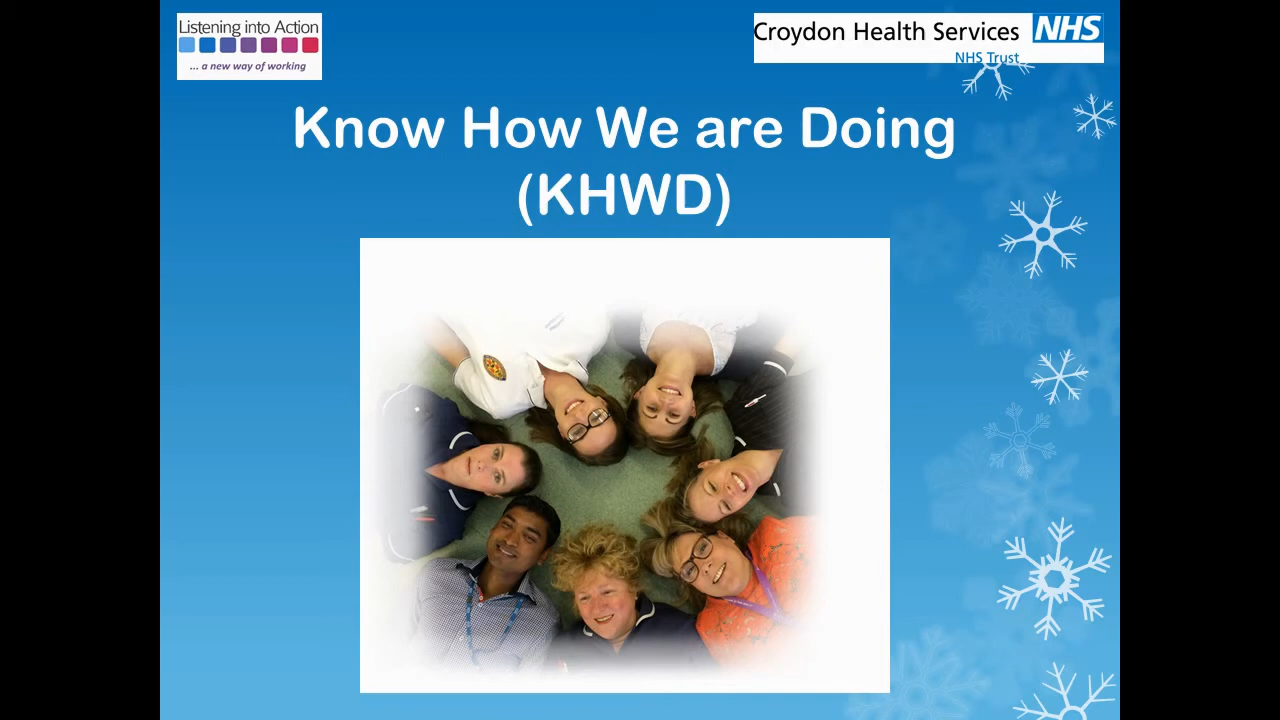 Listening into Action
... a new way of working
Croydon Health Services NHS
NHS Trust
Know How We are Doing
(KHWD)